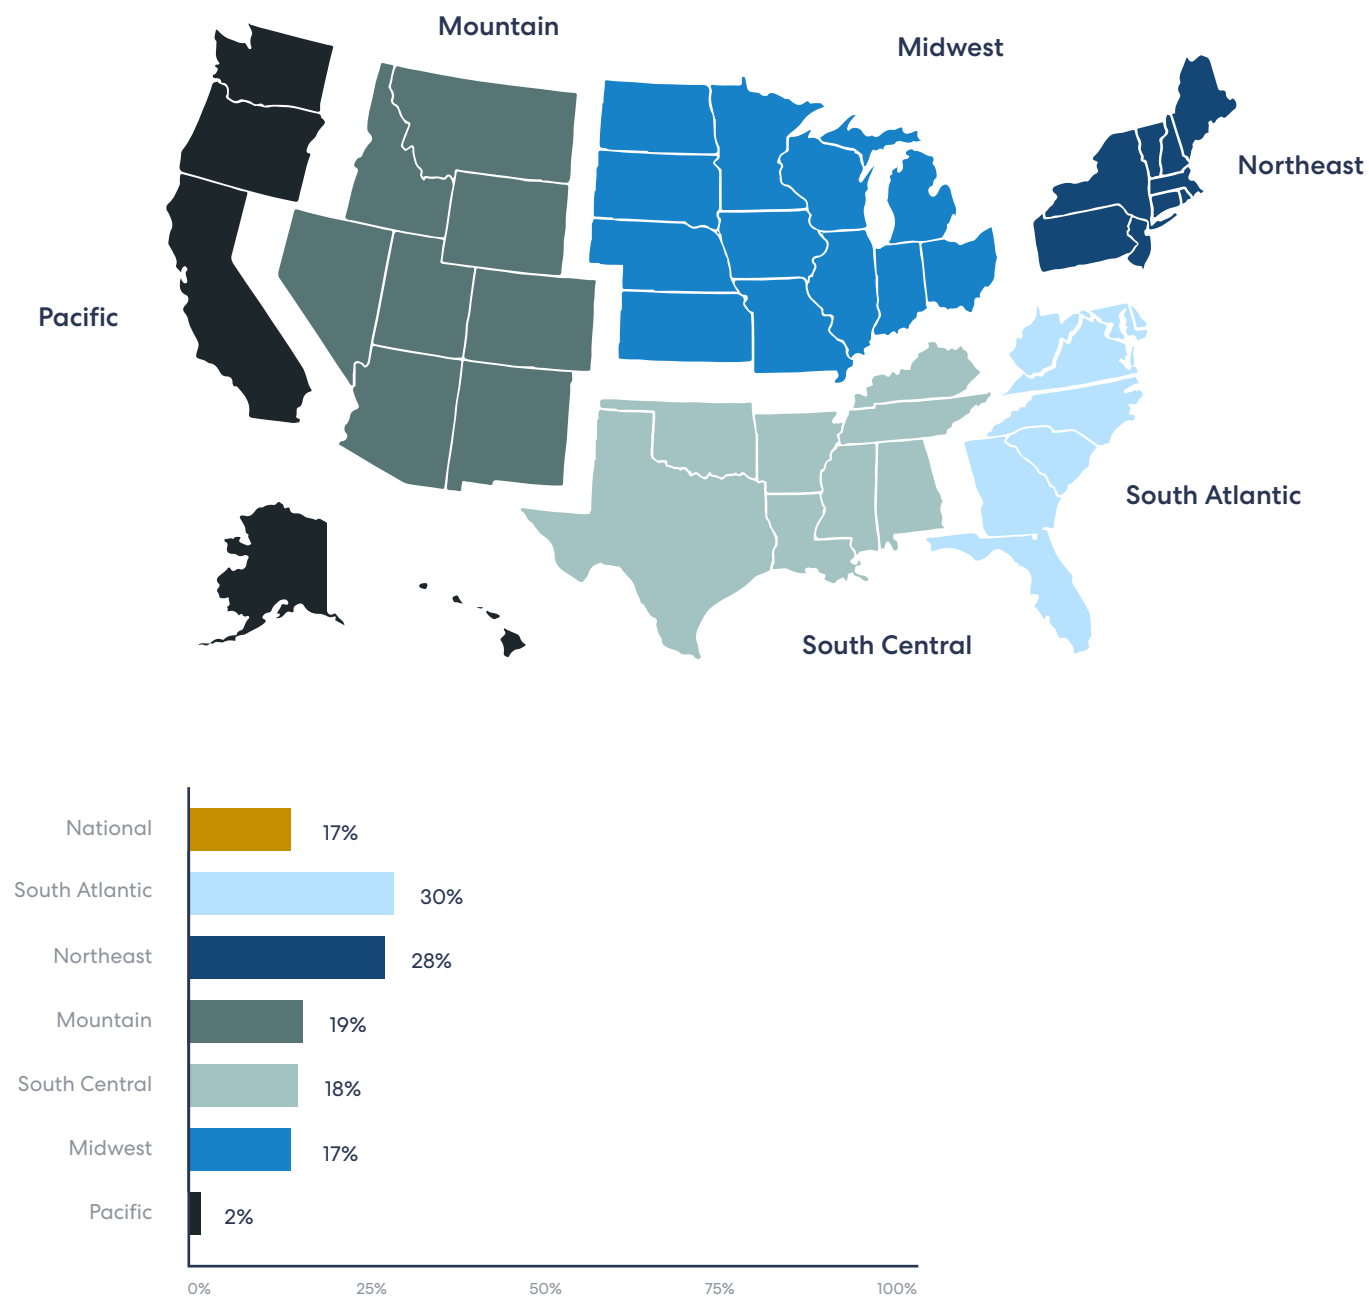 Mountain
Midwest
Northeast
Pacific
South Atlantic
South Central
National 17%
South Atlantic 30%
Northeast 28%
Mountain 19%
South Central 18%
Midwest 17%
Pacific 2%
0% 25% 50% 75% 100%